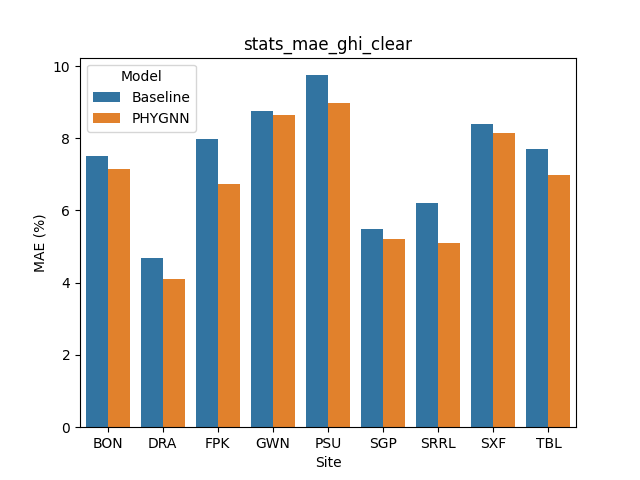 stats_mae_ghi_clear
Model
Baseline
PHYGNN
MAE (%)
10
8
6
4
2
0
BON DRA FPK GWN PSU SGP SRRL SXF TBL
Site